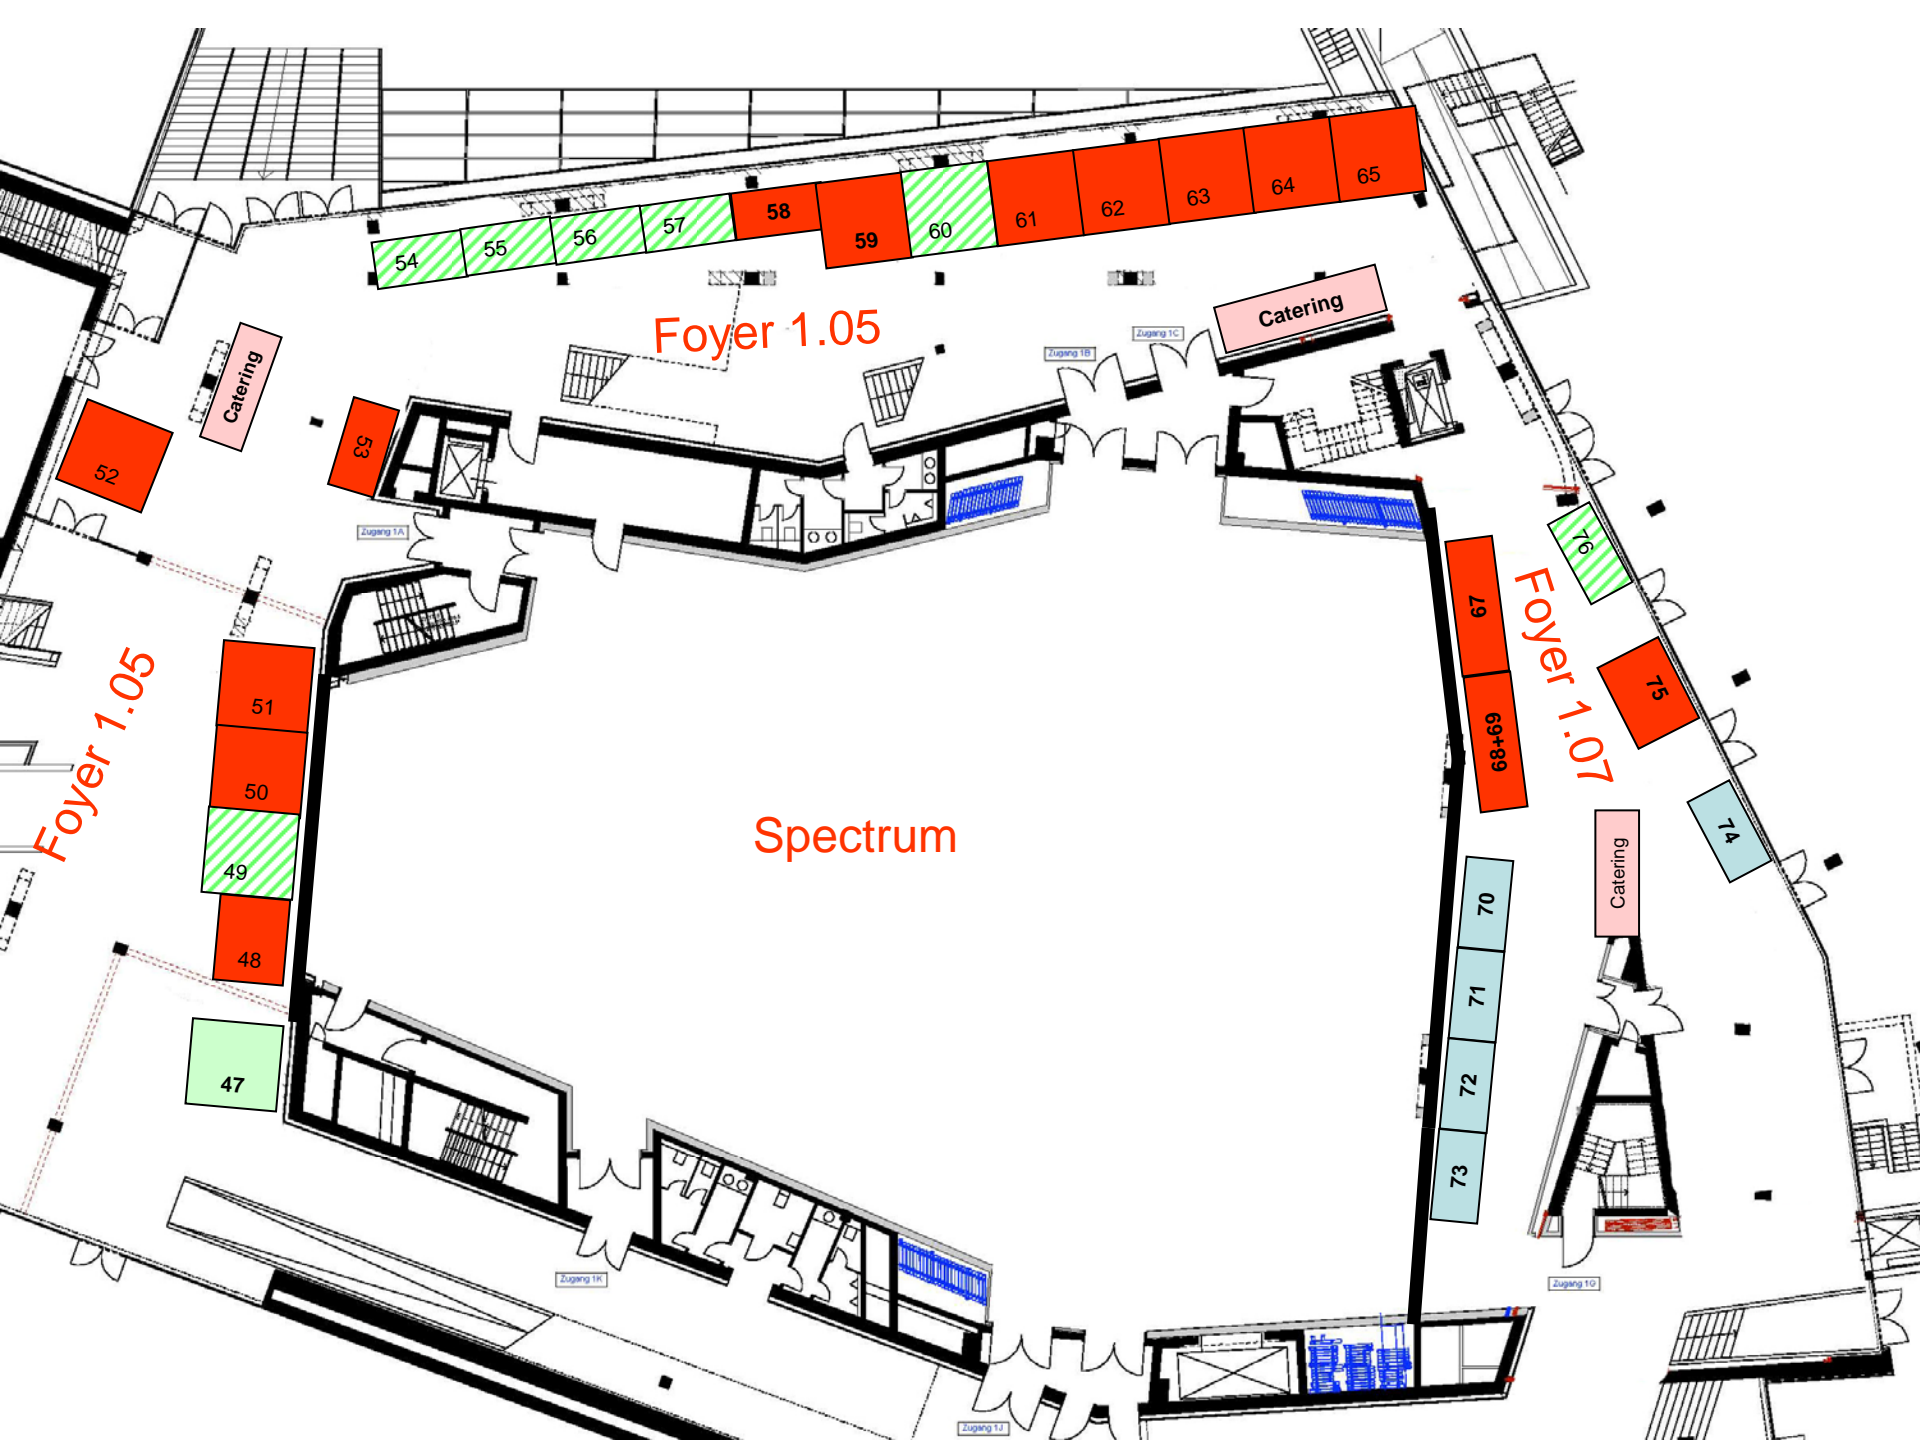 65
64
63
62
61
60
59
58
57
56
55
54
Catering
Foyer 1.05
Zugang 1C
Zugang 1B
Catering
53
52
Zugang 1A
76
67
Foyer 1.07
75
68+69
Foyer 1.05
51
50
49
48
47
Spectrum
74
Catering
70
71
72
73
Zugang 1K
Zugang 1G
Zugang 1J